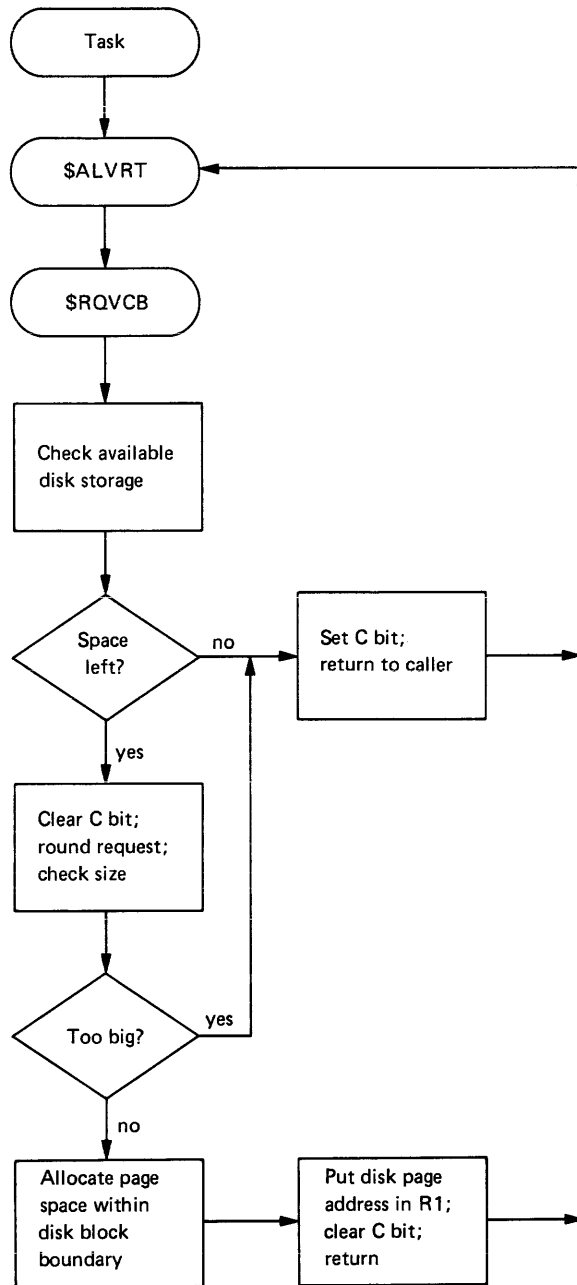 Task
$ALVRT
$RQVCB
Check available
disk storage
Space
left?
no
Set C bit;
return to caller
yes
Clear C bit;
round request;
check size
Too big?
yes
no
Allocate page
space within
disk block
boundary
Put disk page
address in R1;
clear C bit;
return